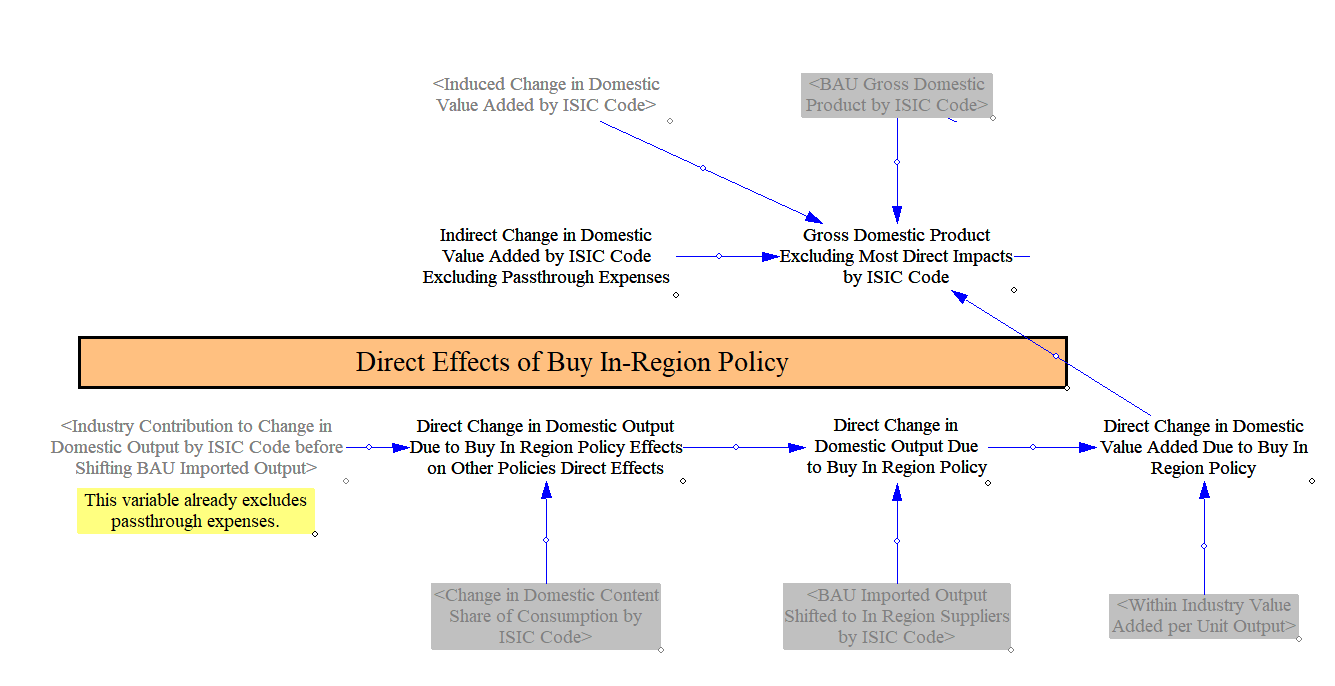 <Induced Change in Domestic
Value Added by ISIC Code>
<BAU Gross Domestic
Product by ISIC Code>
Indirect Change in Domestic
Value Added by ISIC Code
Excluding Passthrough Expenses
Gross Domestic Product
Excluding Most Direct Impacts
by ISIC Code
Direct Effects of Buy In-Region Policy
<Industry Contribution to Change in
Domestic Output by ISIC Code before
Shifting BAU Imported Output>
This variable already excludes
passthrough expenses.
Direct Change in Domestic Output
Due to Buy In Region Policy Effects
on Other Policies Direct Effects
Direct Change in
Domestic Output Due
to Buy In Region Policy
Direct Change in Domestic
Value Added Due to Buy In
Region Policy
<Change in Domestic Content
Share of Consumption by
ISIC Code>
<BAU Imported Output
Shifted to In Region Suppliers
by ISIC Code>
<Within Industry Value
Added per Unit Output>